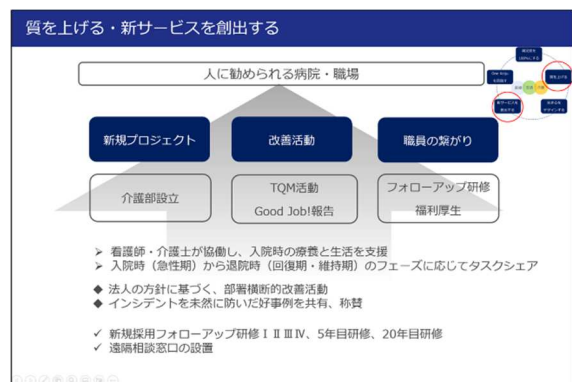 質を上げる・新サービスを創出する
人に勧められる病院・職場
質を上げる
新規プロジェクト
改善活動
職員の繋がり
介護部設立
TQM活動
Good Job!報告
フォローアップ研修
福利厚生
➢ 看護師・介護士が協働し、入院時の療養と生活を支援
➢ 入院時（急性期）から退院時（回復期・維持期）のフェーズに応じてタスクシェア
◆ 法人の方針に基づく、部署横断的改善活動
◆ インシデントを未然に防いだ好事例を共有、称賛
✓ 新規採用フォローアップ研修ⅠⅡⅢⅣ、5年目研修、20年目研修
✓ 遠隔相談窓口の設置